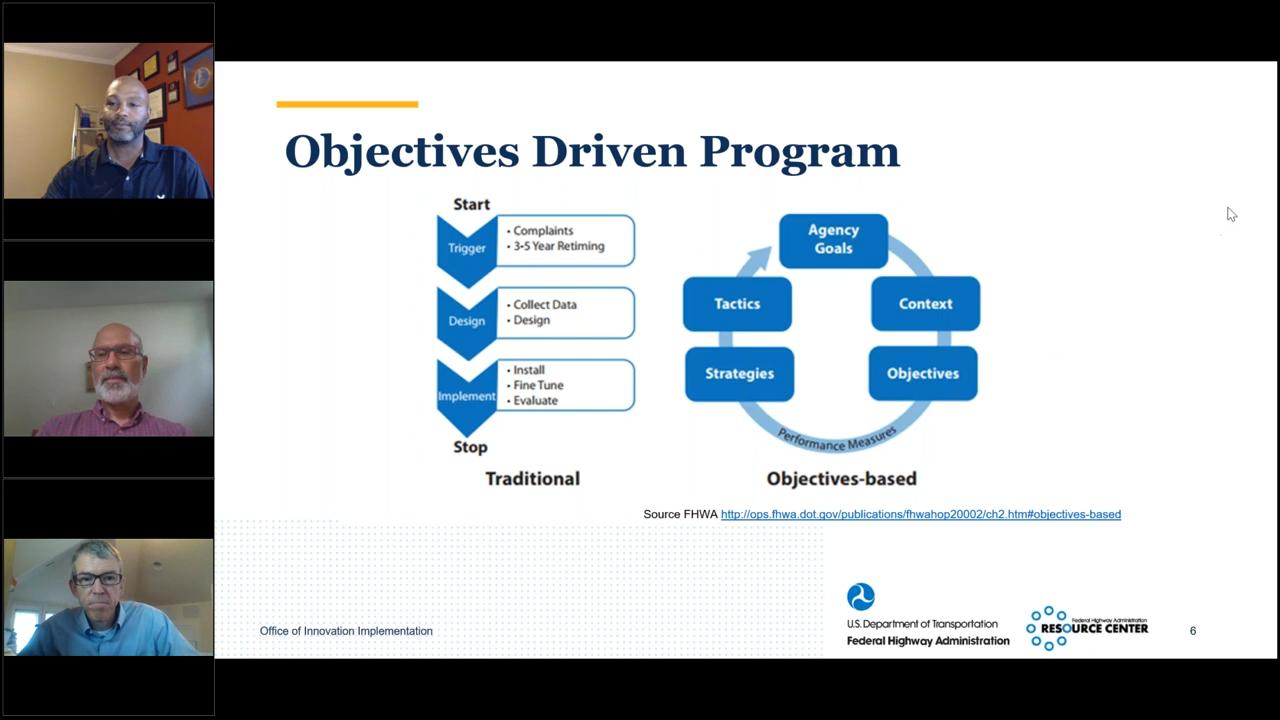 Objectives Driven Program
Start
Trigger
• Complaints
• 3-5 Year Retiming
Design
• Collect Data
• Design
Implement
• Install
• Fine Tune
• Evaluate
Stop
Traditional
Agency
Goals
Context
Objectives
Strategies
Tactics
Performance Measures
Objectives-based
Source FHWA http://ops.fhwa.dot.gov/publications/fhwahop20002/ch2.htm#objectives-based
Office of Innovation Implementation
U.S. Department of Transportation
Federal Highway Administration
Federal Highway Administration
RESOURCE CENTER
6